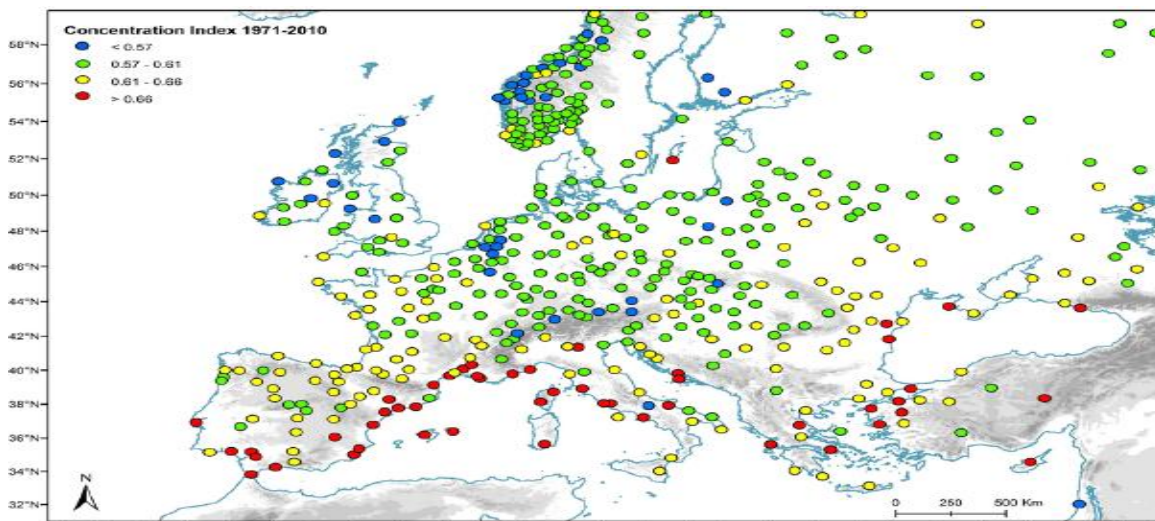 Concentration Index 1971-2010
< 0.57
0.57 - 0.61
0.61 - 0.66
> 0.66
58°N
56°N
54°N
52°N
50°N
48°N
46°N
44°N
42°N
40°N
38°N
36°N
34°N
32°N
N
0 250 500 Km